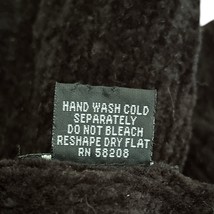 HAND WASH COLD
SEPARATELY
DO NOT BLEACH
RESHAPE DRY FLAT
RN 58208